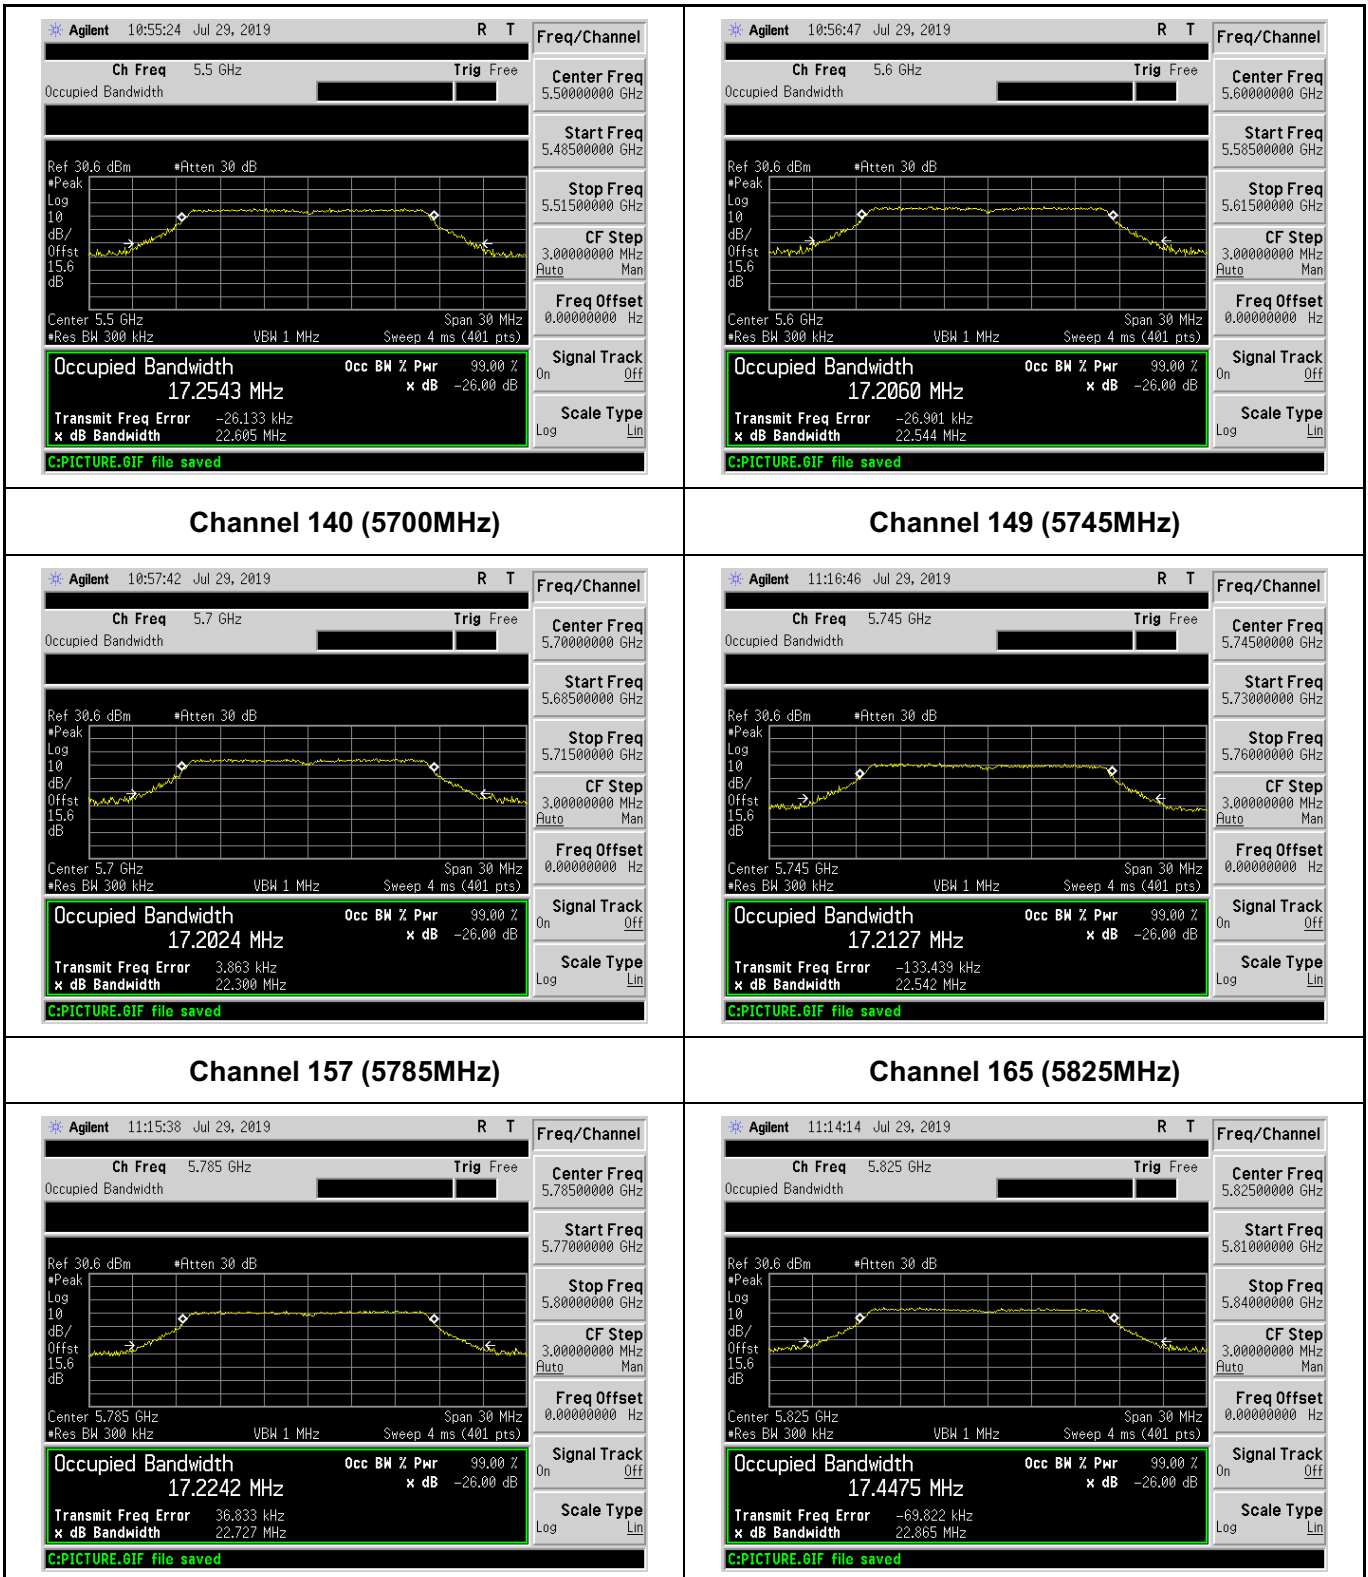 Agilent 10:55:24 Jul 29, 2019 R T
Freq/Channel
Ch Freq 5.5 GHz Trig Free
Occupied Bandwidth
Center Freq
5.50000000 GHz
Start Freq
5.48500000 GHz
Ref 30.6 dBm #Atten 30 dB
#Peak
Log
10
dB/
Offst
15.6
dB
Stop Freq
5.51500000 GHz
CF Step
3.00000000 MHz
Auto Man
Freq Offset
0.00000000 Hz
Center 5.5 GHz Span 30 MHz
#Res BW 300 kHz VBW 1 MHz Sweep 4 ms (401 pts)
Signal Track
On Off
Occupied Bandwidth Occ BW % Pwr 99.00 %
17.2543 MHz x dB -26.00 dB
Transmit Freq Error -26.133 kHz
x dB Bandwidth 22.605 MHz
Scale Type
Log Lin
C:PICTURE.GIF file saved
Agilent 10:56:47 Jul 29, 2019 R T
Freq/Channel
Ch Freq 5.6 GHz Trig Free
Occupied Bandwidth
Center Freq
5.60000000 GHz
Start Freq
5.58500000 GHz
Ref 30.6 dBm #Atten 30 dB
#Peak
Log
10
dB/
Offst
15.6
dB
Stop Freq
5.61500000 GHz
CF Step
3.00000000 MHz
Auto Man
Freq Offset
0.00000000 Hz
Center 5.6 GHz Span 30 MHz
#Res BW 300 kHz VBW 1 MHz Sweep 4 ms (401 pts)
Signal Track
On Off
Occupied Bandwidth Occ BW % Pwr 99.00 %
17.2060 MHz x dB -26.00 dB
Transmit Freq Error -26.901 kHz
x dB Bandwidth 22.544 MHz
Scale Type
Log Lin
C:PICTURE.GIF file saved
Channel 140 (5700MHz)
Channel 149 (5745MHz)
Agilent 10:57:42 Jul 29, 2019 R T
Freq/Channel
Ch Freq 5.7 GHz Trig Free
Occupied Bandwidth
Center Freq
5.70000000 GHz
Start Freq
5.68500000 GHz
Ref 30.6 dBm #Atten 30 dB
#Peak
Log
10
dB/
Offst
15.6
dB
Stop Freq
5.71500000 GHz
CF Step
3.00000000 MHz
Auto Man
Freq Offset
0.00000000 Hz
Center 5.7 GHz Span 30 MHz
#Res BW 300 kHz VBW 1 MHz Sweep 4 ms (401 pts)
Signal Track
On Off
Occupied Bandwidth Occ BW % Pwr 99.00 %
17.2024 MHz x dB -26.00 dB
Transmit Freq Error 3.863 kHz
x dB Bandwidth 22.300 MHz
Scale Type
Log Lin
C:PICTURE.GIF file saved
Agilent 11:16:46 Jul 29, 2019 R T
Freq/Channel
Ch Freq 5.745 GHz Trig Free
Occupied Bandwidth
Center Freq
5.74500000 GHz
Start Freq
5.73000000 GHz
Ref 30.6 dBm #Atten 30 dB
#Peak
Log
10
dB/
Offst
15.6
dB
Stop Freq
5.76000000 GHz
CF Step
3.00000000 MHz
Auto Man
Freq Offset
0.00000000 Hz
Center 5.745 GHz Span 30 MHz
#Res BW 300 kHz VBW 1 MHz Sweep 4 ms (401 pts)
Signal Track
On Off
Occupied Bandwidth Occ BW % Pwr 99.00 %
17.2127 MHz x dB -26.00 dB
Transmit Freq Error -133.439 kHz
x dB Bandwidth 22.542 MHz
Scale Type
Log Lin
C:PICTURE.GIF file saved
Channel 157 (5785MHz)
Channel 165 (5825MHz)
Agilent 11:15:38 Jul 29, 2019 R T
Freq/Channel
Ch Freq 5.785 GHz Trig Free
Occupied Bandwidth
Center Freq
5.78500000 GHz
Start Freq
5.77000000 GHz
Ref 30.6 dBm #Atten 30 dB
#Peak
Log
10
dB/
Offst
15.6
dB
Stop Freq
5.80000000 GHz
CF Step
3.00000000 MHz
Auto Man
Freq Offset
0.00000000 Hz
Center 5.785 GHz Span 30 MHz
#Res BW 300 kHz VBW 1 MHz Sweep 4 ms (401 pts)
Signal Track
On Off
Occupied Bandwidth Occ BW % Pwr 99.00 %
17.2242 MHz x dB -26.00 dB
Transmit Freq Error 36.833 kHz
x dB Bandwidth 22.727 MHz
Scale Type
Log Lin
C:PICTURE.GIF file saved
Agilent 11:14:14 Jul 29, 2019 R T
Freq/Channel
Ch Freq 5.825 GHz Trig Free
Occupied Bandwidth
Center Freq
5.82500000 GHz
Start Freq
5.81000000 GHz
Ref 30.6 dBm #Atten 30 dB
#Peak
Log
10
dB/
Offst
15.6
dB
Stop Freq
5.84000000 GHz
CF Step
3.00000000 MHz
Auto Man
Freq Offset
0.00000000 Hz
Center 5.825 GHz Span 30 MHz
#Res BW 300 kHz VBW 1 MHz Sweep 4 ms (401 pts)
Signal Track
On Off
Occupied Bandwidth Occ BW % Pwr 99.00 %
17.4475 MHz x dB -26.00 dB
Transmit Freq Error -69.822 kHz
x dB Bandwidth 22.865 MHz
Scale Type
Log Lin
C:PICTURE.GIF file saved